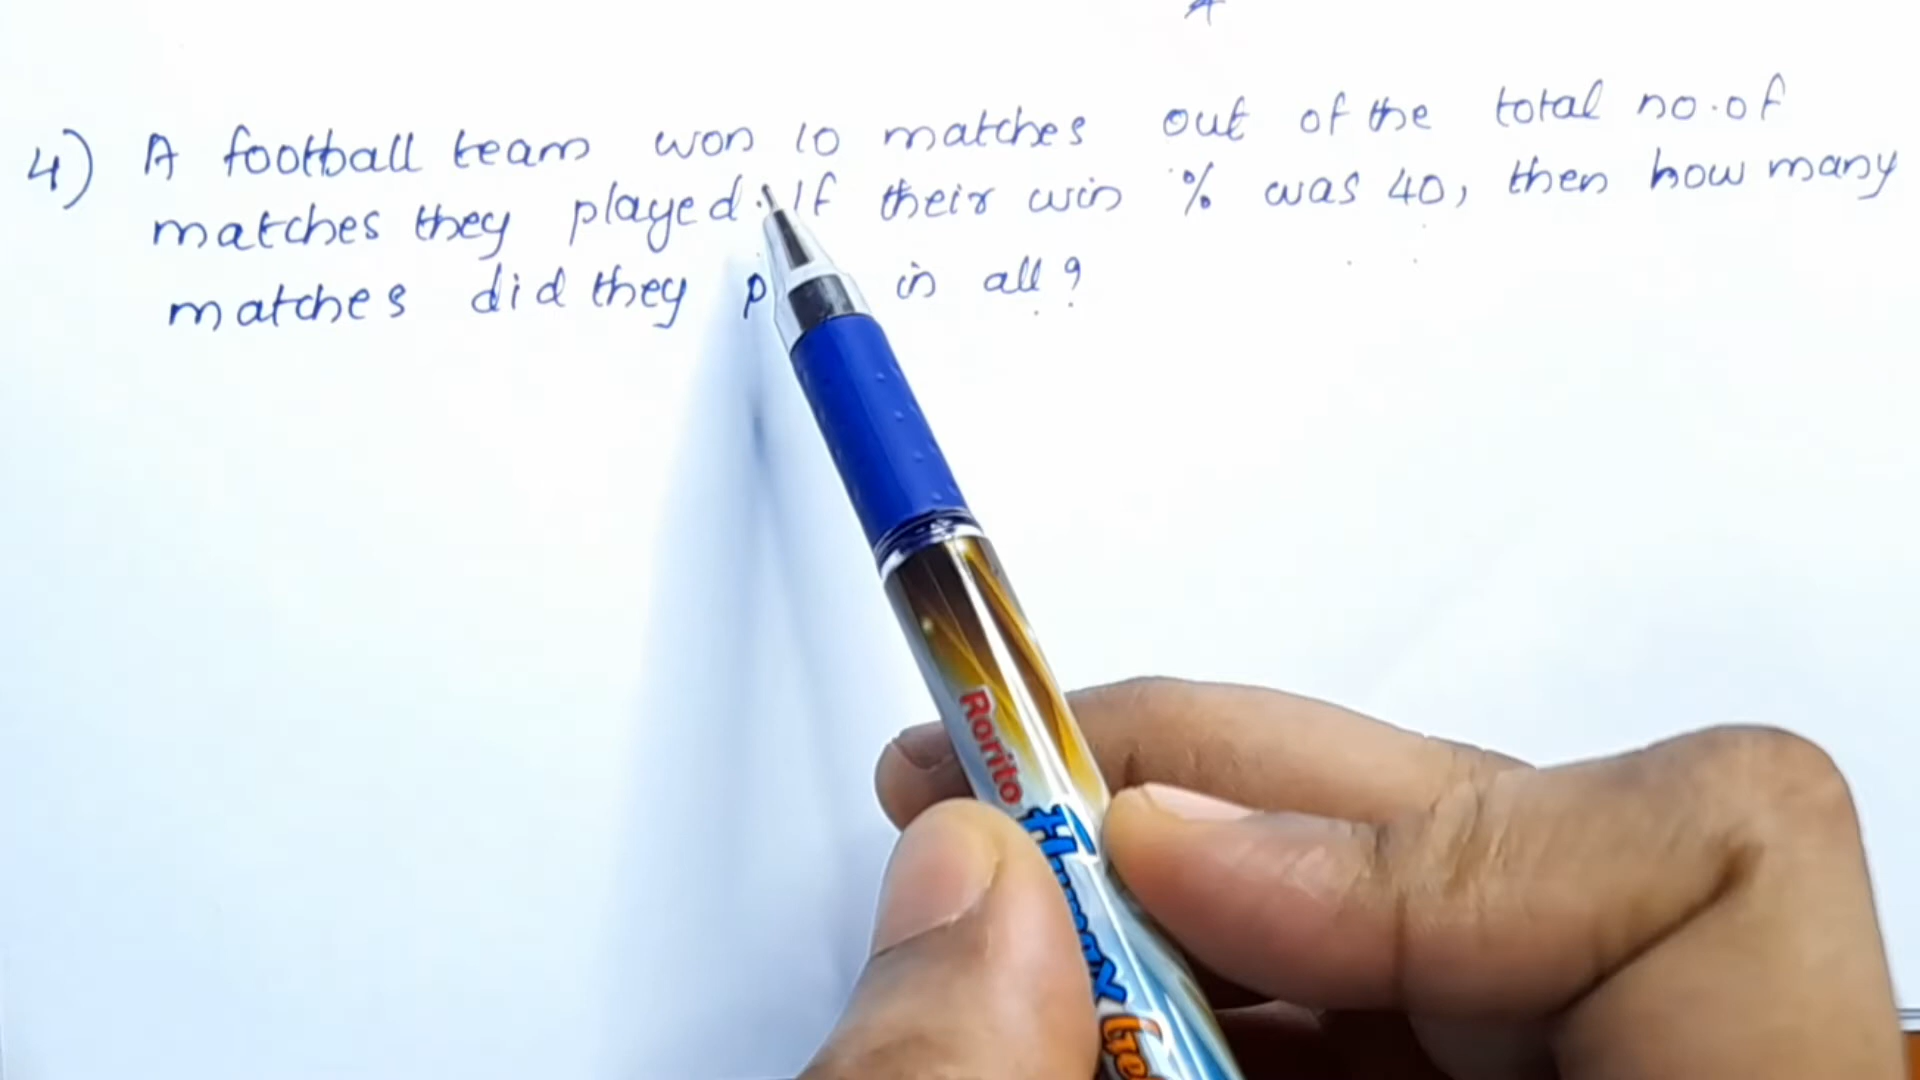 4) A football team won 10 matches out of the total no. of
matches they played. If their win % was 40, then how many
matches did they p in all?
Rorito